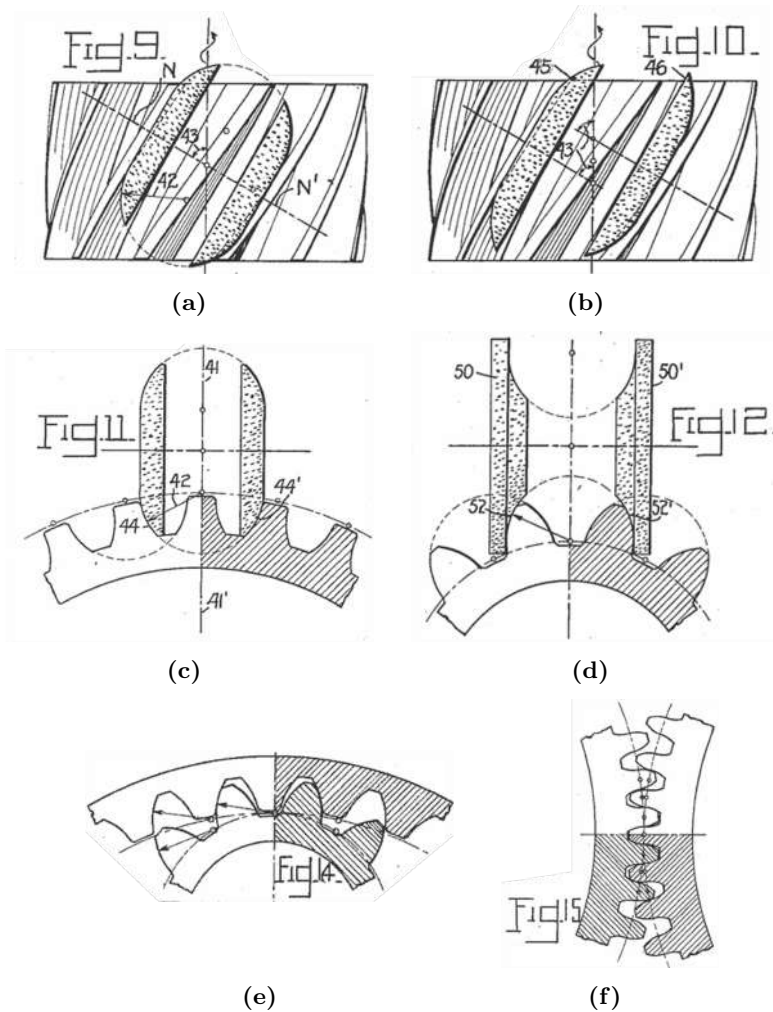 Fig. 9.
N
43
42
N'
(a)
Fig. 10.
45
46
43
(b)
Fig. 11.
41
42
44
44'
41'
(c)
Fig. 12.
50
50'
52
52'
(d)
Fig. 14.
(e)
Fig. 15
(f)